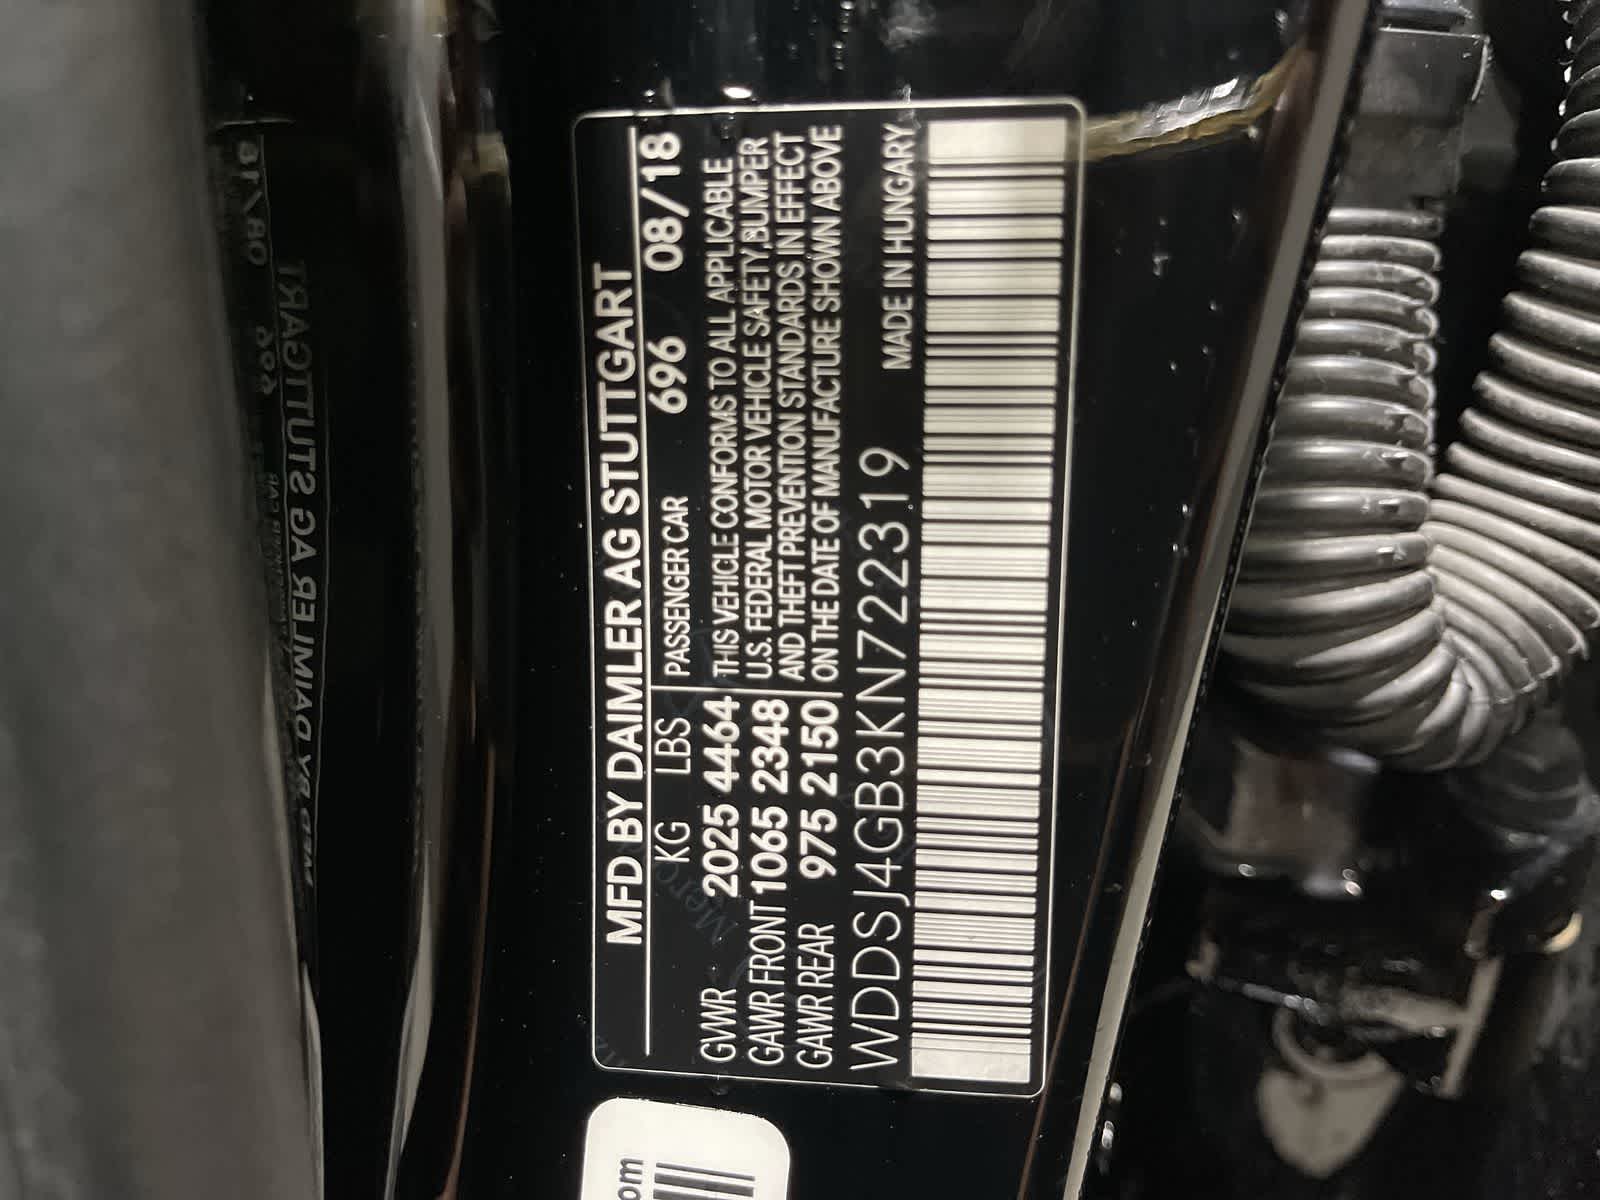 MFD BY DAIMLER AG STUTTGART
KG LBS PASSENGER CAR 696 08/18
GVWR 2025 4464 THIS VEHICLE CONFORMS TO ALL APPLICABLE
GAWR FRONT 1065 2348 U.S. FEDERAL MOTOR VEHICLE SAFETY,BUMPER
GAWR REAR 975 2150 AND THEFT PREVENTION STANDARDS IN EFFECT
ON THE DATE OF MANUFACTURE SHOWN ABOVE
WDDSJ4GB3KN722319 MADE IN HUNGARY
om